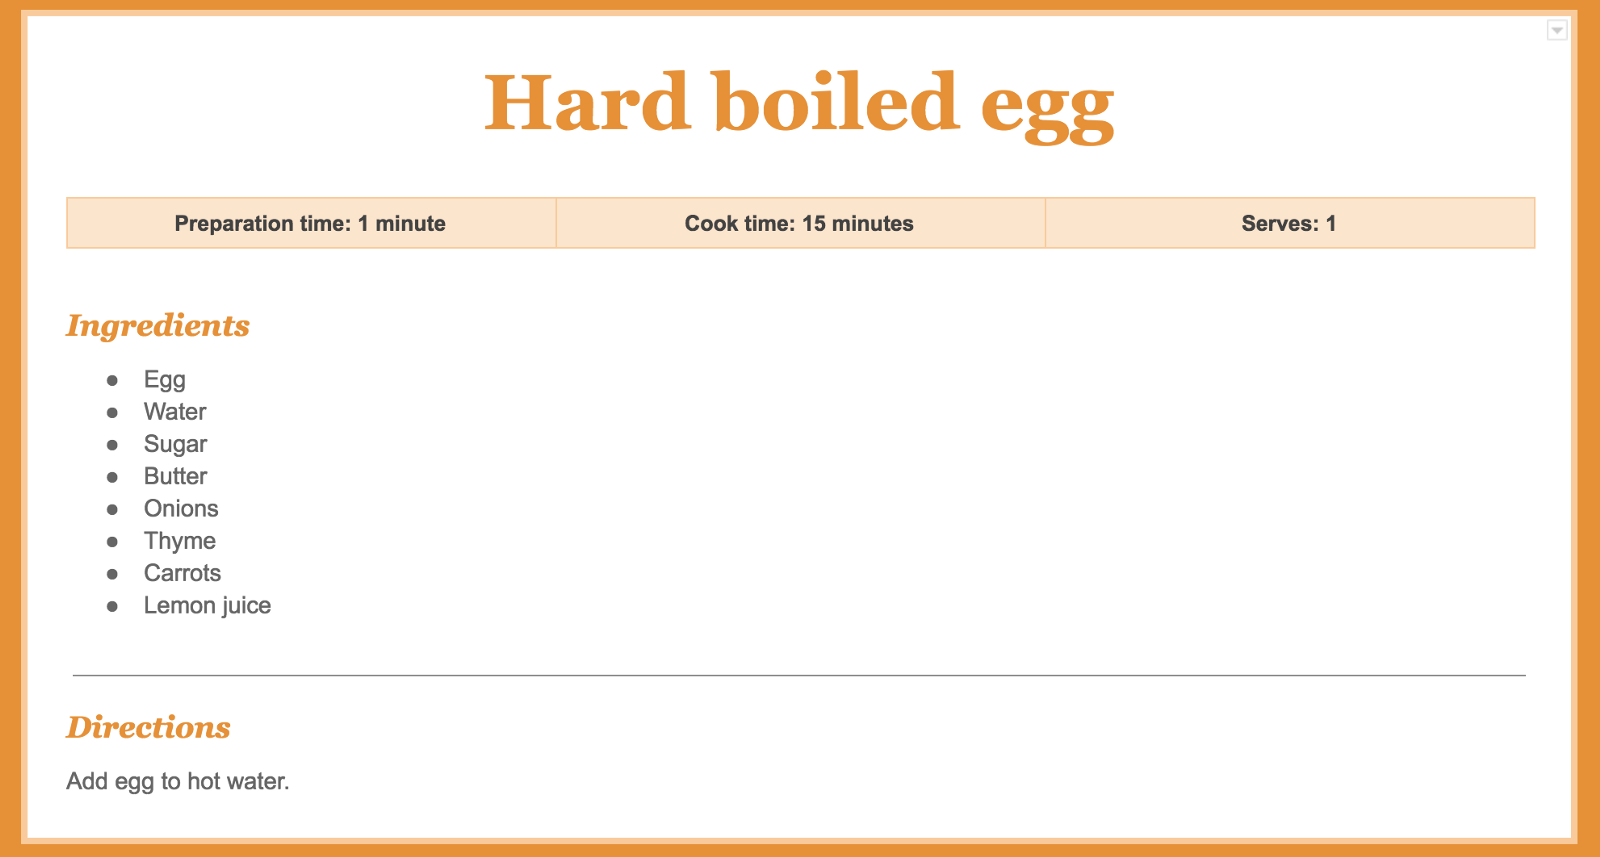 Hard boiled egg
Preparation time: 1 minute
Cook time: 15 minutes
Serves: 1
Ingredients
● Egg
● Water
● Sugar
● Butter
● Onions
● Thyme
● Carrots
● Lemon juice
Directions
Add egg to hot water.